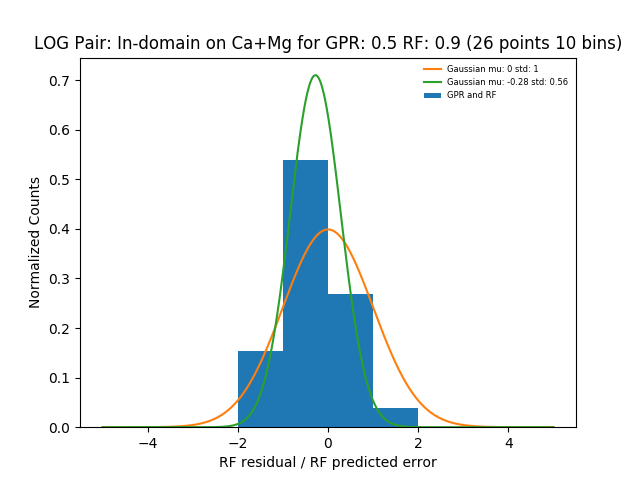 LOG Pair: In-domain on Ca+Mg for GPR: 0.5 RF: 0.9 (26 points 10 bins)
Gaussian mu: 0 std: 1
Gaussian mu: -0.28 std: 0.56
GPR and RF
Normalized Counts
0.7
0.6
0.5
0.4
0.3
0.2
0.1
0.0
−4 −2 0 2 4
RF residual / RF predicted error